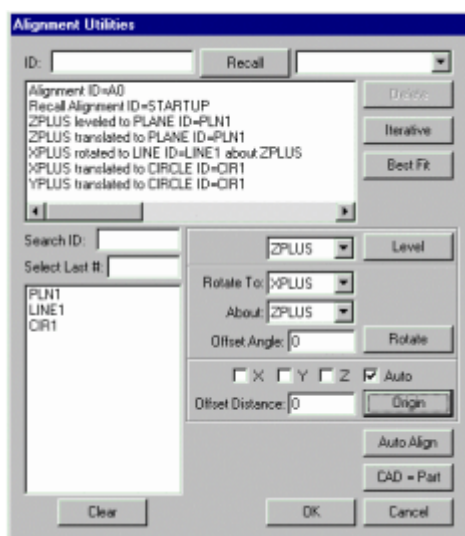 Alignment Utilities
ID: Recall
Alignment ID=A0
Recall Alignment ID=STARTUP
ZPLUS leveled to PLANE ID=PLN1
ZPLUS translated to PLANE ID=PLN1
XPLUS rotated to LINE ID=LINE1 about ZPLUS
XPLUS translated to CIRCLE ID=CIR1
YPLUS translated to CIRCLE ID=CIR1
Delete
Iterative
Best Fit
Search ID:
Select Last #:
PLN1
LINE1
CIR1
ZPLUS Level
Rotate To: XPLUS
About: ZPLUS
Offset Angle: 0 Rotate
X Y Z Auto
Offset Distance: 0 Origin
Auto Align
CAD = Part
Clear OK Cancel